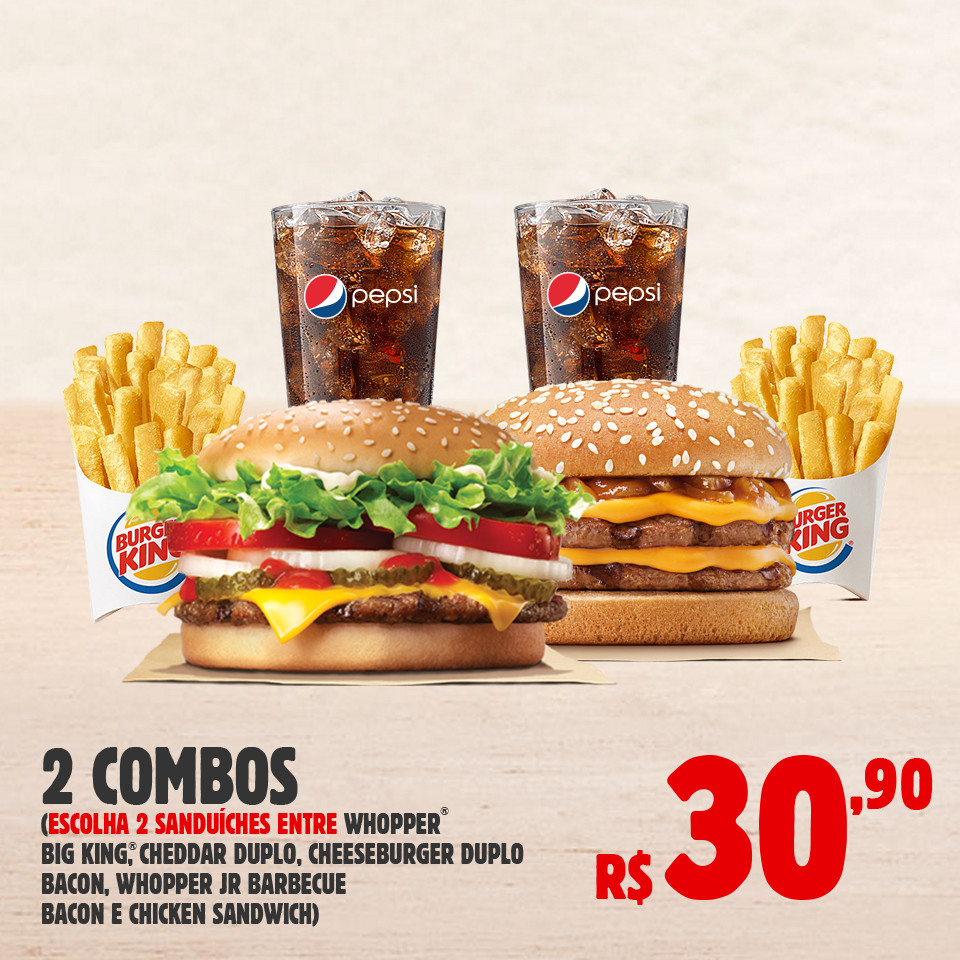 pepsi
pepsi
BURGER
KING
BURGER
KING
2 COMBOS
(ESCOLHA 2 SANDUÍCHES ENTRE WHOPPER®
BIG KING,® CHEDDAR DUPLO, CHEESEBURGER DUPLO
BACON, WHOPPER JR BARBECUE
BACON E CHICKEN SANDWICH)
R$30,90